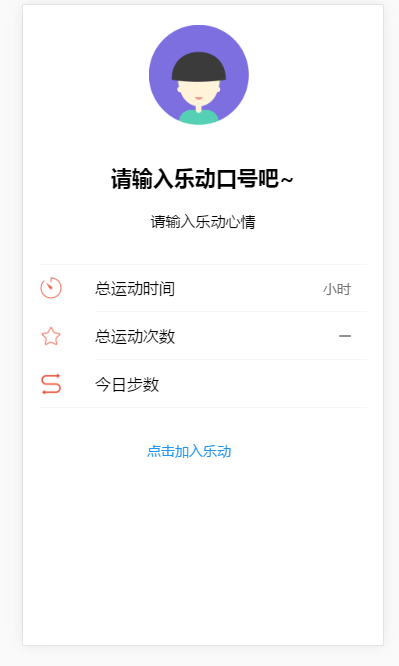 请输入乐动口号吧~
请输入乐动心情
总运动时间 小时
总运动次数 一
今日步数
点击加入乐动